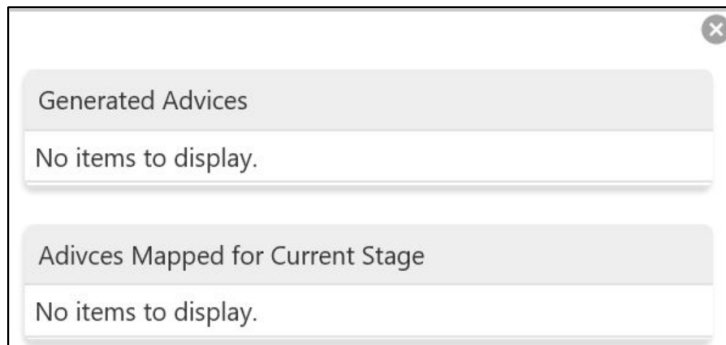 Generated Advices
No items to display.
Adivces Mapped for Current Stage
No items to display.